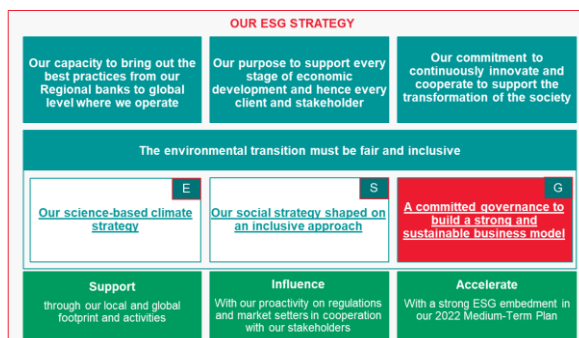 OUR ESG STRATEGY
Our capacity to bring out the
best practices from our
Regional banks to global
level where we operate
Our purpose to support every
stage of economic
development and hence every
client and stakeholder
Our commitment to
continuously innovate and
cooperate to support the
transformation of the society
The environmental transition must be fair and inclusive
E
Our science-based climate
strategy
S
Our social strategy shaped on
an inclusive approach
G
A committed governance to
build a strong and
sustainable business model
Support
through our local and global
footprint and activities
Influence
With our proactivity on regulations
and market setters in cooperation
with our stakeholders
Accelerate
With a strong ESG embedment in
our 2022 Medium-Term Plan